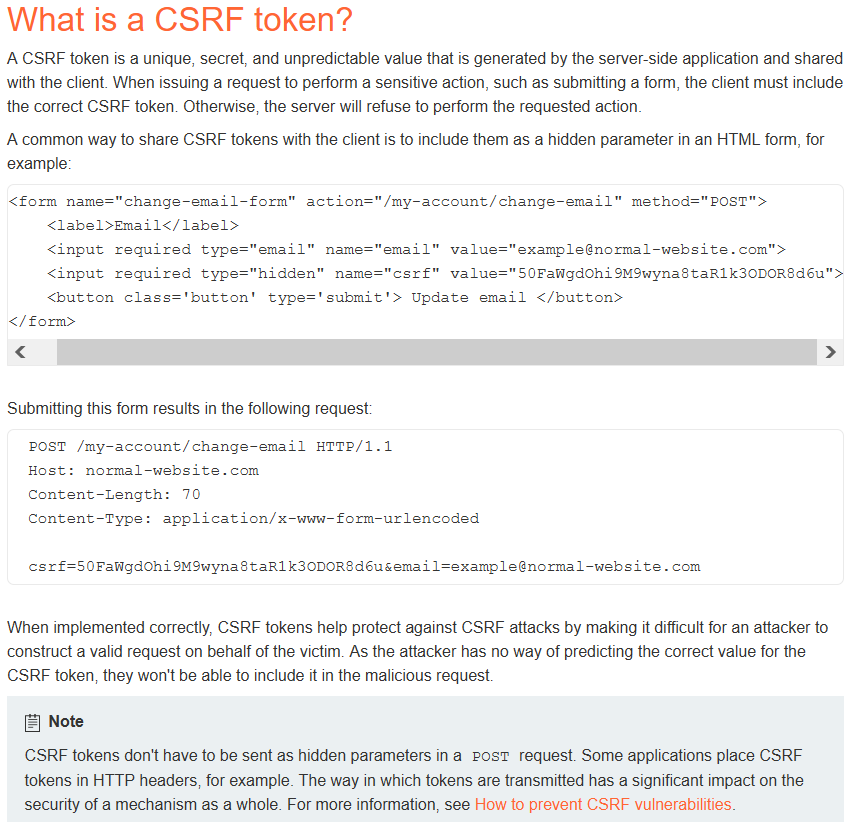 What is a CSRF token?
A CSRF token is a unique, secret, and unpredictable value that is generated by the server-side application and shared
with the client. When issuing a request to perform a sensitive action, such as submitting a form, the client must include
the correct CSRF token. Otherwise, the server will refuse to perform the requested action.
A common way to share CSRF tokens with the client is to include them as a hidden parameter in an HTML form, for
example:
<form name="change-email-form" action="/my-account/change-email" method="POST">
    <label>Email</label>
    <input required type="email" name="email" value="example@normal-website.com">
    <input required type="hidden" name="csrf" value="50FaWgdOhi9M9wyna8taR1k3ODOR8d6u">
    <button class='button' type='submit'> Update email </button>
</form>
Submitting this form results in the following request:
POST /my-account/change-email HTTP/1.1
Host: normal-website.com
Content-Length: 70
Content-Type: application/x-www-form-urlencoded
csrf=50FaWgdOhi9M9wyna8taR1k3ODOR8d6u&email=example@normal-website.com
When implemented correctly, CSRF tokens help protect against CSRF attacks by making it difficult for an attacker to
construct a valid request on behalf of the victim. As the attacker has no way of predicting the correct value for the
CSRF token, they won't be able to include it in the malicious request.
Note
CSRF tokens don't have to be sent as hidden parameters in a POST request. Some applications place CSRF
tokens in HTTP headers, for example. The way in which tokens are transmitted has a significant impact on the
security of a mechanism as a whole. For more information, see How to prevent CSRF vulnerabilities.